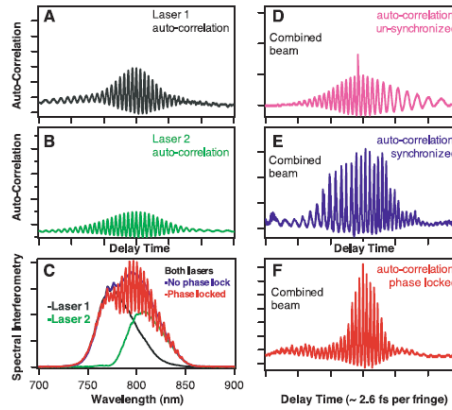 A
Laser 1
auto-correlation
Auto-Correlation
B
Laser 2
auto-correlation
Auto-Correlation
Delay Time
C
Both lasers
No phase lock
Phase locked
Laser 1
Laser 2
Spectral Interferometry
700 750 800 850 900
Wavelength (nm)
D
auto-correlation
un-synchronized
Combined
beam
E
auto-correlation
synchronized
Combined
beam
Delay Time
F
auto-correlation
phase locked
Combined
beam
Delay Time (~ 2.6 fs per fringe)